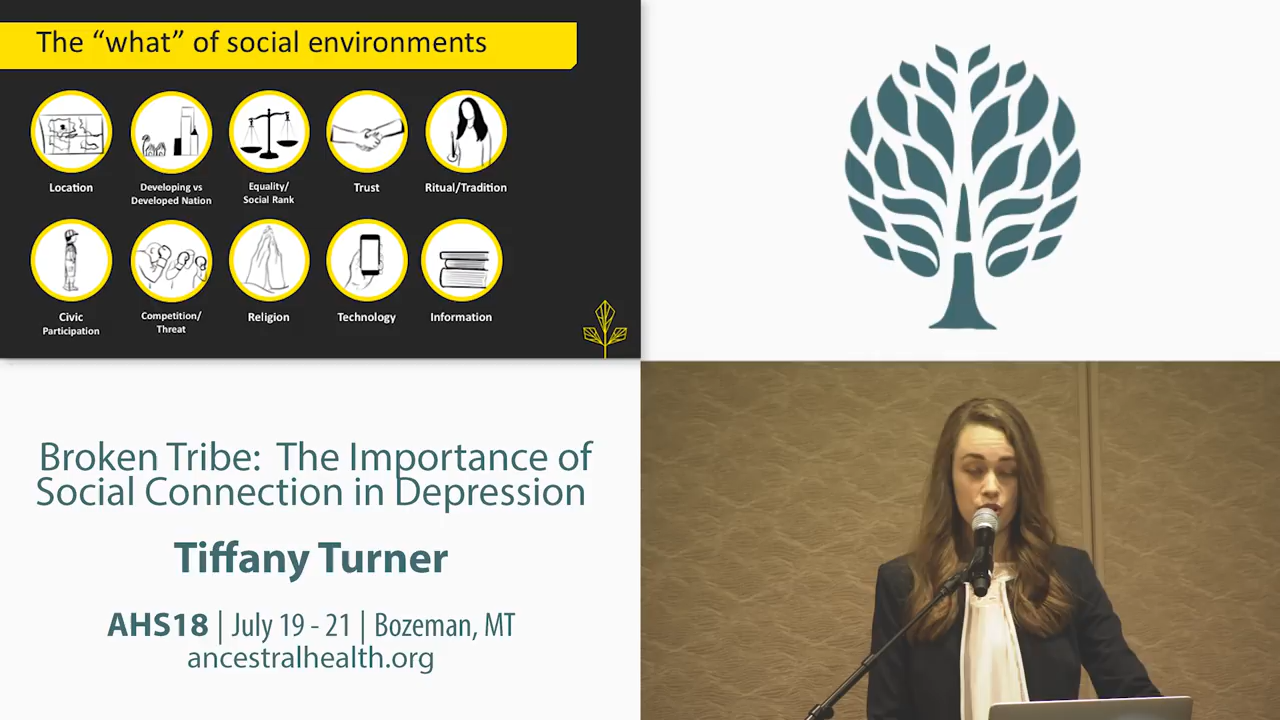 The “what” of social environments
Location
Developing vs
Developed Nation
Equality/
Social Rank
Trust
Ritual/Tradition
Civic
Participation
Competition/
Threat
Religion
Technology
Information
Broken Tribe:  The Importance of
Social Connection in Depression
Tiffany Turner
AHS18 | July 19 - 21 | Bozeman, MT
ancestralhealth.org